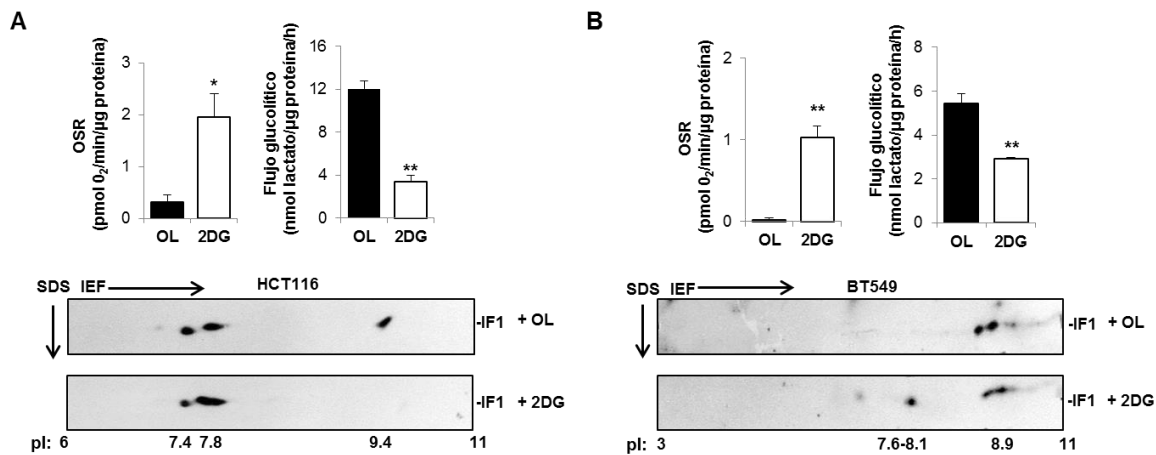 A
OSR
(pmol 0₂/min/µg proteína)
3
2
1
0
*
OL 2DG
Flujo glucolítico
(nmol lactato/µg proteína/h)
16
12
8
4
0
**
OL 2DG
SDS IEF HCT116
-IF1 + OL
-IF1 + 2DG
pI: 6 7.4 7.8 9.4 11
B
OSR
(pmol 0₂/min/µg proteína)
2
1
0
**
OL 2DG
Flujo glucolítico
(nmol lactato/µg proteína/h)
8
6
4
2
0
**
OL 2DG
SDS IEF BT549
-IF1 + OL
-IF1 + 2DG
pI: 3 7.6-8.1 8.9 11